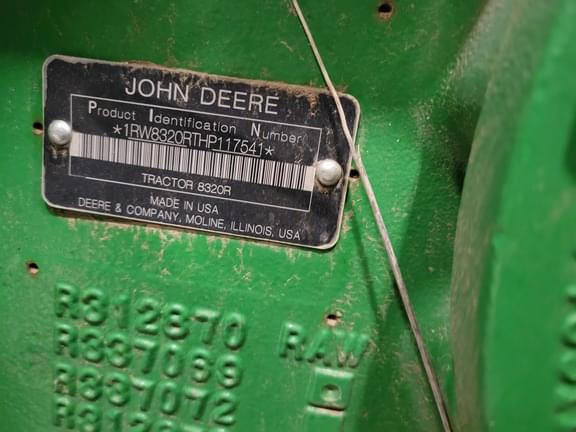 JOHN DEERE
Product Identification Number
*1RW8320RTHP117541*
TRACTOR 8320R
MADE IN USA
DEERE & COMPANY, MOLINE, ILLINOIS, USA
R312870
R337069
R337072
RAW